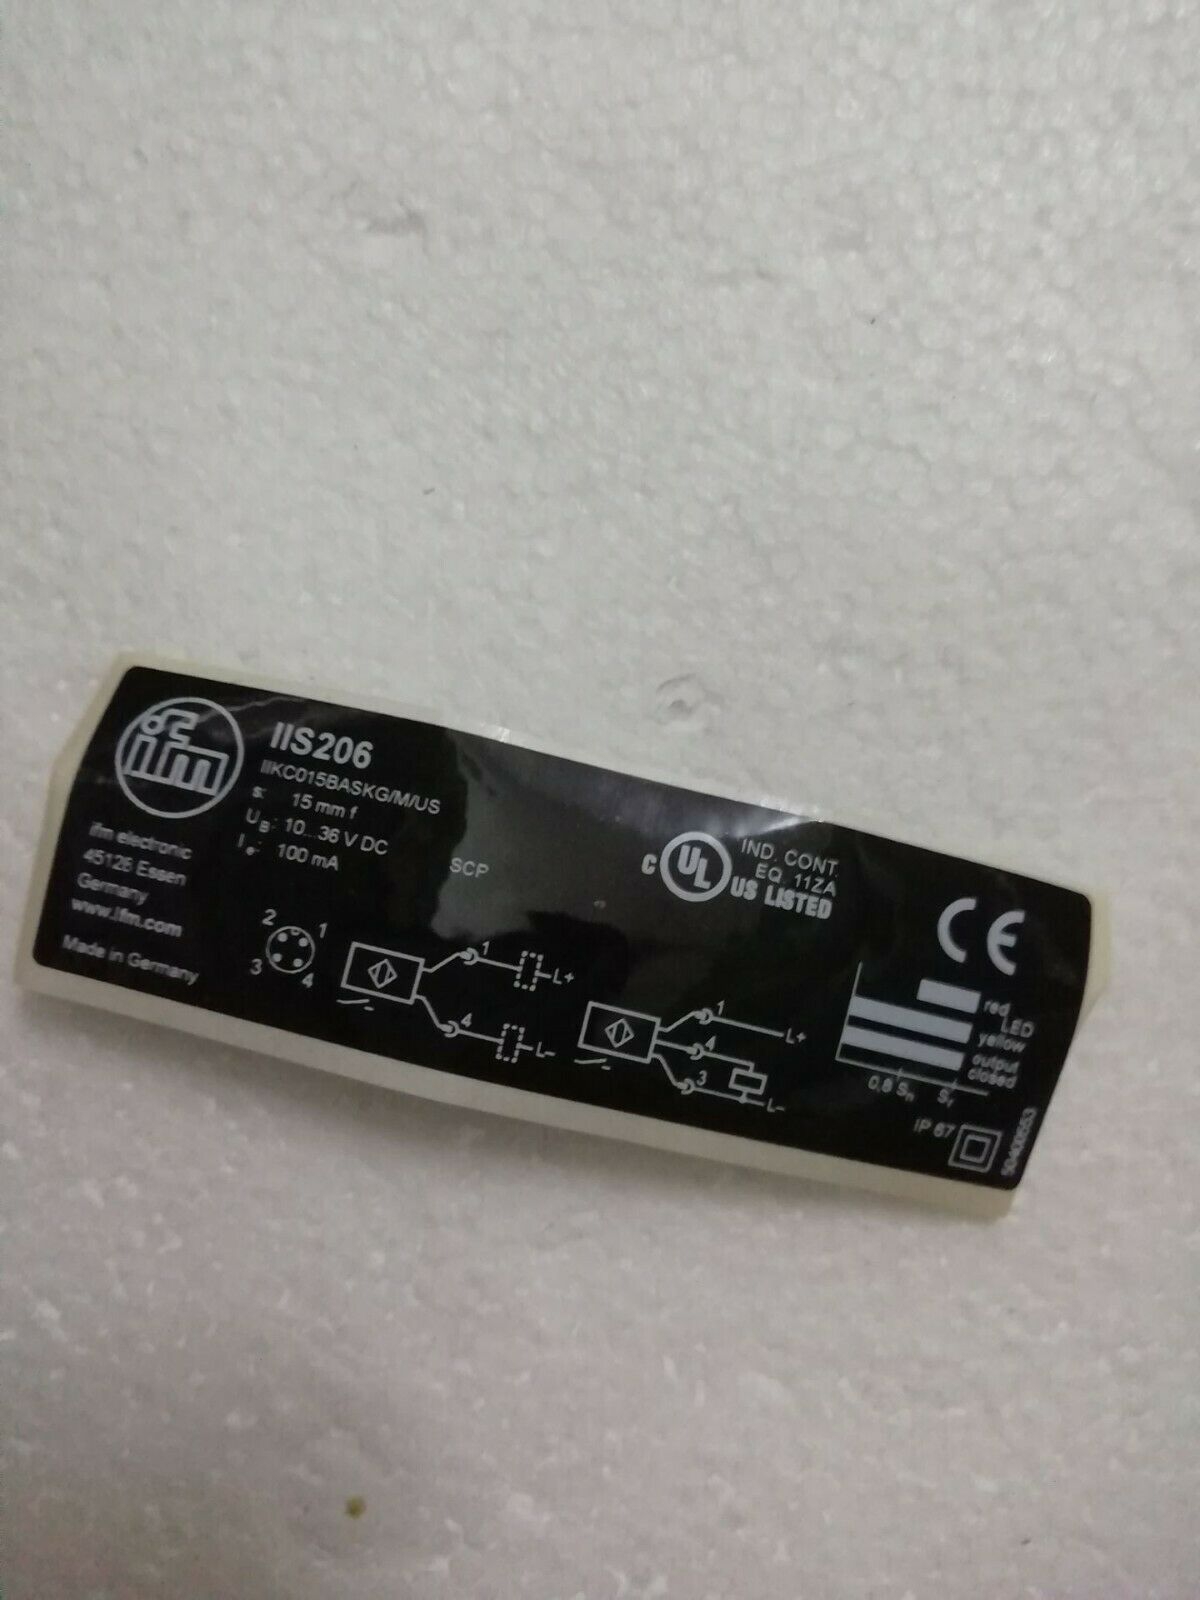 ifm
ifm electronic
45126 Essen
Germany
www.ifm.com
Made in Germany
IIS206
IIKC015BASKG/M/US
s: 15 mm f
UB: 10...36 V DC
Ie: 100 mA
SCP
C UL US LISTED
IND. CONT.
EQ. 11ZA
CE
2 1
3 4
1 L+
4 L-
1 L+
4
3 L-
red
LED
yellow
output
closed
0,8 Sn Sr
IP 67